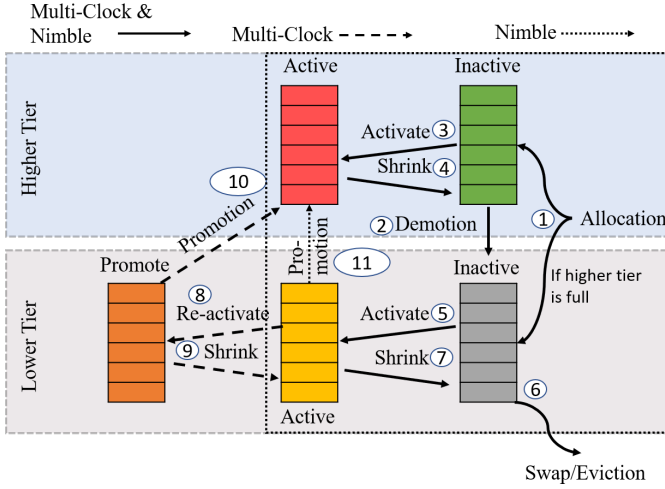 Multi-Clock &
Nimble
Multi-Clock
Nimble
Active
Inactive
Higher Tier
Activate 3
Shrink 4
10
Promotion
2 Demotion
1 Allocation
Pro-
motion
11
If higher tier
is full
Lower Tier
Promote
Inactive
8
Re-activate
9 Shrink
Activate 5
Shrink 7
6
Active
Swap/Eviction